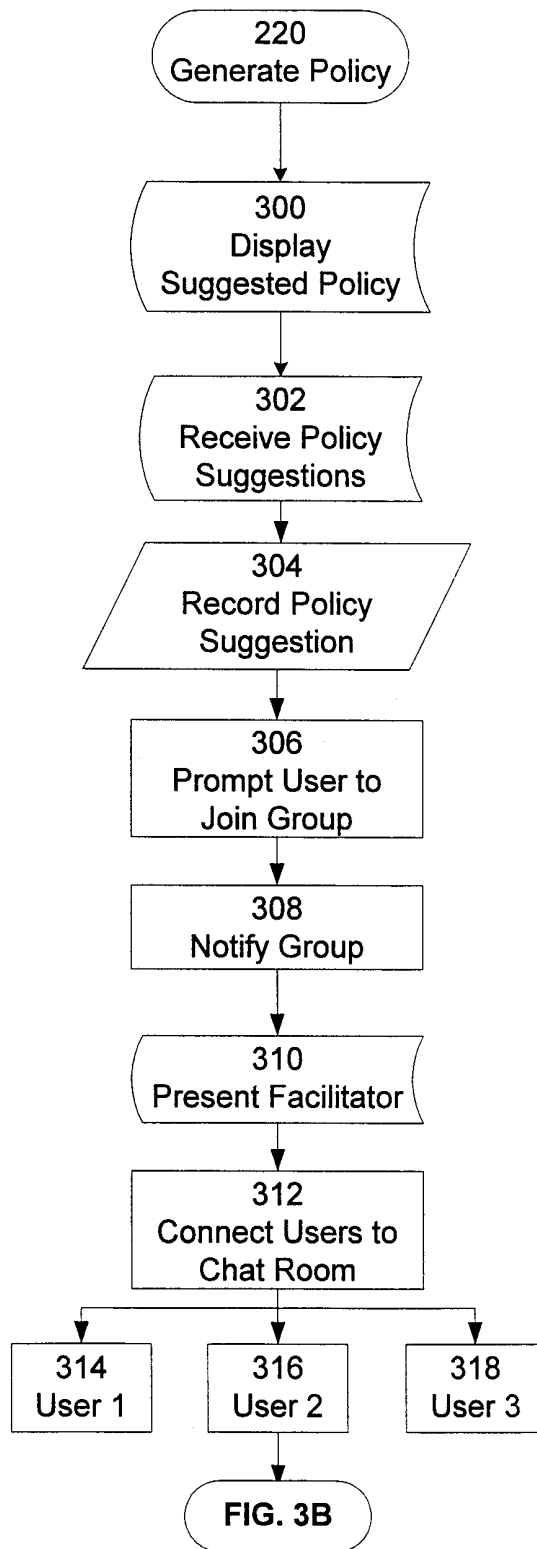 220
Generate Policy
300
Display
Suggested Policy
302
Receive Policy
Suggestions
304
Record Policy
Suggestion
306
Prompt User to
Join Group
308
Notify Group
310
Present Facilitator
312
Connect Users to
Chat Room
314
User 1
316
User 2
318
User 3
FIG. 3B